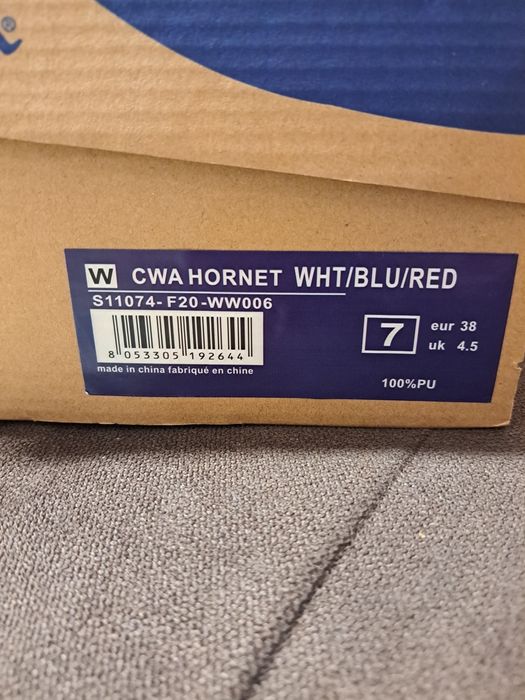 W CWA HORNET WHT/BLU/RED
S11074-F20-WW006
8 053305 192644
made in china fabriqué en chine
7
eur 38
uk 4.5
100%PU